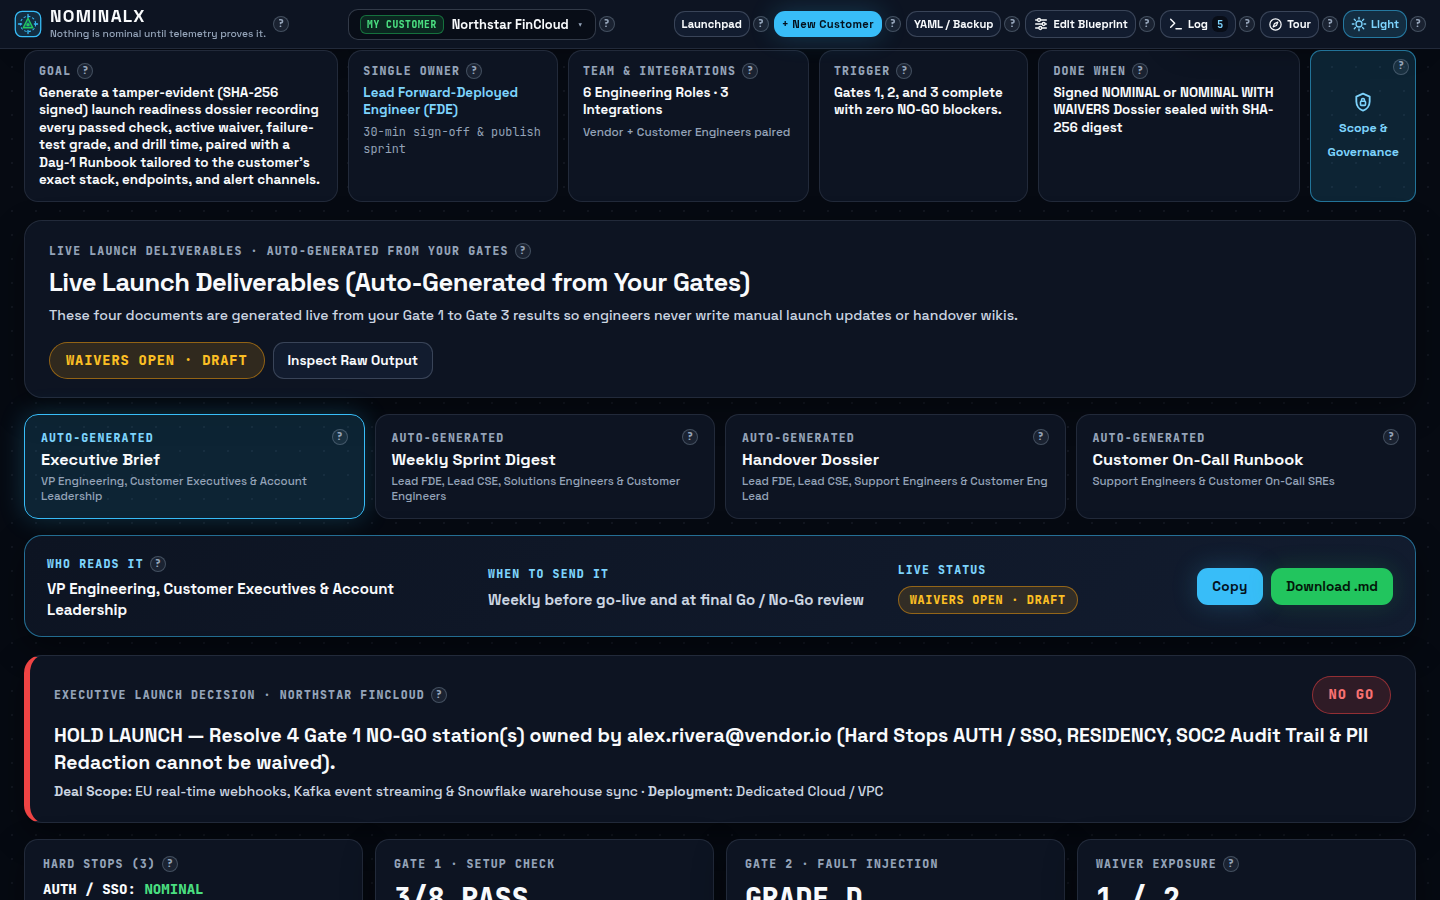 NOMINALX
Nothing is nominal until telemetry proves it.
?
MY CUSTOMER Northstar FinCloud ▾
?
Launchpad
?
+ New Customer
?
YAML / Backup
?
Edit Blueprint
?
Log 5
?
Tour
?
Light
?
GOAL ?
Generate a tamper-evident (SHA-256
signed) launch readiness dossier recording
every passed check, active waiver, failure-
test grade, and drill time, paired with a
Day-1 Runbook tailored to the customer's
exact stack, endpoints, and alert channels.
SINGLE OWNER ?
Lead Forward-Deployed
Engineer (FDE)
30-min sign-off & publish
sprint
TEAM & INTEGRATIONS ?
6 Engineering Roles · 3
Integrations
Vendor + Customer Engineers paired
TRIGGER ?
Gates 1, 2, and 3 complete
with zero NO-GO blockers.
DONE WHEN ?
Signed NOMINAL or NOMINAL WITH
WAIVERS Dossier sealed with SHA-
256 digest
?
Scope &
Governance
LIVE LAUNCH DELIVERABLES · AUTO-GENERATED FROM YOUR GATES ?
Live Launch Deliverables (Auto-Generated from Your Gates)
These four documents are generated live from your Gate 1 to Gate 3 results so engineers never write manual launch updates or handover wikis.
WAIVERS OPEN · DRAFT
Inspect Raw Output
AUTO-GENERATED ?
Executive Brief
VP Engineering, Customer Executives & Account
Leadership
AUTO-GENERATED ?
Weekly Sprint Digest
Lead FDE, Lead CSE, Solutions Engineers & Customer
Engineers
AUTO-GENERATED ?
Handover Dossier
Lead FDE, Lead CSE, Support Engineers & Customer Eng
Lead
AUTO-GENERATED ?
Customer On-Call Runbook
Support Engineers & Customer On-Call SREs
WHO READS IT ?
VP Engineering, Customer Executives & Account
Leadership
WHEN TO SEND IT
Weekly before go-live and at final Go / No-Go review
LIVE STATUS
WAIVERS OPEN · DRAFT
Copy
Download .md
EXECUTIVE LAUNCH DECISION · NORTHSTAR FINCLOUD ?
NO GO
HOLD LAUNCH — Resolve 4 Gate 1 NO-GO station(s) owned by alex.rivera@vendor.io (Hard Stops AUTH / SSO, RESIDENCY, SOC2 Audit Trail & PII
Redaction cannot be waived).
Deal Scope: EU real-time webhooks, Kafka event streaming & Snowflake warehouse sync · Deployment: Dedicated Cloud / VPC
HARD STOPS (3) ?
AUTH / SSO: NOMINAL
GATE 1 · SETUP CHECK
3/8 PASS
GATE 2 · FAULT INJECTION
GRADE D
WAIVER EXPOSURE ?
1 / 2